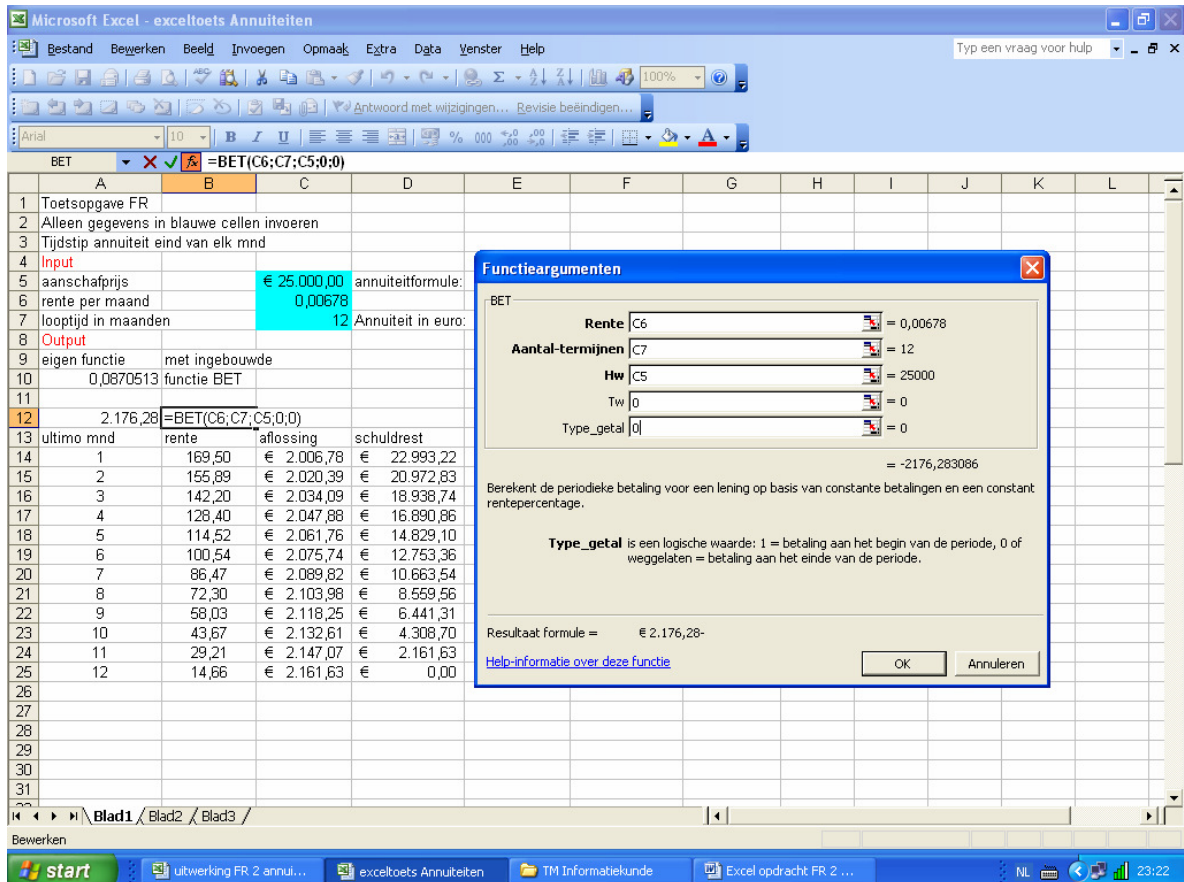 Microsoft Excel - exceltoets Annuiteiten
Bestand Bewerken Beeld Invoegen Opmaak Extra Data Venster Help Typ een vraag voor hulp
100%
Antwoord met wijzigingen... Revisie beëindigen...
Arial 10 B I U % 000
BET =BET(C6;C7;C5;0;0)
A B C D E F G H I J K L
1 Toetsopgave FR
2 Alleen gegevens in blauwe cellen invoeren
3 Tijdstip annuiteit eind van elk mnd
4 Input
5 aanschafprijs € 25.000,00 annuiteitformule:
6 rente per maand 0,00678
7 looptijd in maanden 12 Annuiteit in euro:
8 Output
9 eigen functie met ingebouwde
10 0,0870513 functie BET
11
12 2.176,28 =BET(C6;C7;C5;0;0)
13 ultimo mnd rente aflossing schuldrest
14 1 169,50 € 2.006,78 € 22.993,22
15 2 155,89 € 2.020,39 € 20.972,83
16 3 142,20 € 2.034,09 € 18.938,74
17 4 128,40 € 2.047,88 € 16.890,86
18 5 114,52 € 2.061,76 € 14.829,10
19 6 100,54 € 2.075,74 € 12.753,36
20 7 86,47 € 2.089,82 € 10.663,54
21 8 72,30 € 2.103,98 € 8.559,56
22 9 58,03 € 2.118,25 € 6.441,31
23 10 43,67 € 2.132,61 € 4.308,70
24 11 29,21 € 2.147,07 € 2.161,63
25 12 14,66 € 2.161,63 € 0,00
26
27
28
29
30
31
Functieargumenten
BET
Rente C6 = 0,00678
Aantal-termijnen C7 = 12
Hw C5 = 25000
Tw 0 = 0
Type_getal 0 = 0
= -2176,283086
Berekent de periodieke betaling voor een lening op basis van constante betalingen en een constant
rentepercentage.
Type_getal is een logische waarde: 1 = betaling aan het begin van de periode, 0 of
weggelaten = betaling aan het einde van de periode.
Resultaat formule = € 2.176,28-
Help-informatie over deze functie OK Annuleren
Blad1 Blad2 Blad3
Bewerken
start uitwerking FR 2 annui... exceltoets Annuiteiten TM Informatiekunde Excel opdracht FR 2 ... NL 23:22